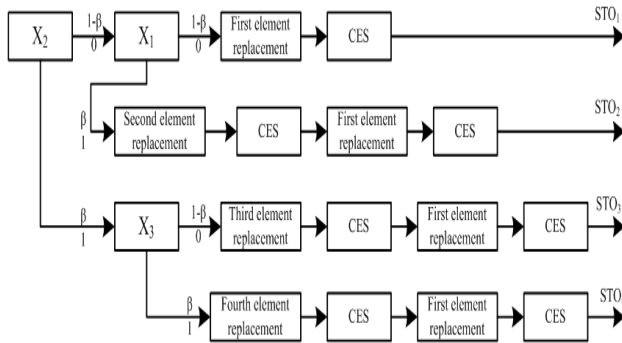 X2
1-β
0
X1
1-β
0
First element
replacement
CES
STO1
β
1
Second element
replacement
CES
First element
replacement
CES
STO2
β
1
X3
1-β
0
Third element
replacement
CES
First element
replacement
CES
STO3
β
1
Fourth element
replacement
CES
First element
replacement
CES
STO